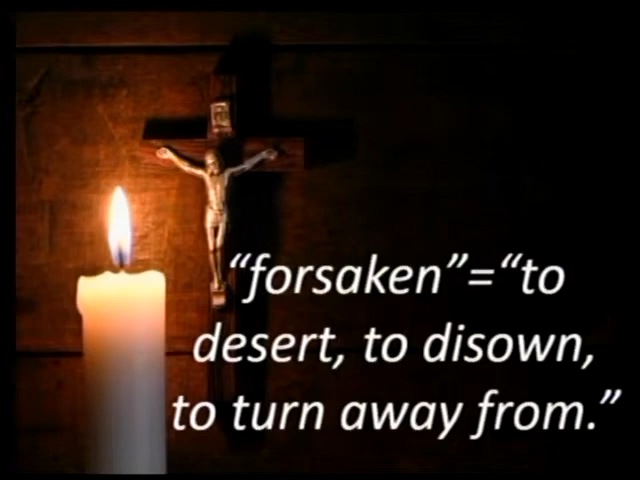 “forsaken”=“to
desert, to disown,
to turn away from.”